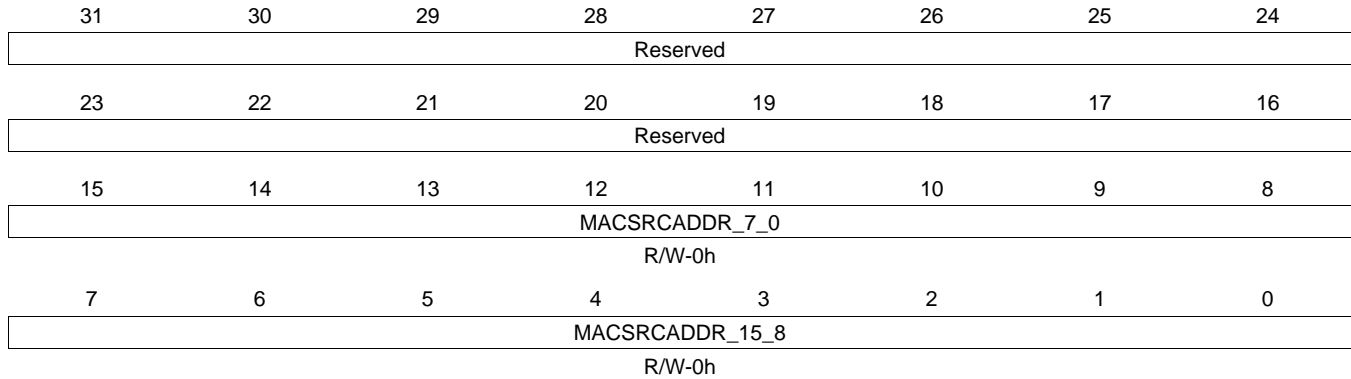 31 30 29 28 27 26 25 24
Reserved
23 22 21 20 19 18 17 16
Reserved
15 14 13 12 11 10 9 8
MACSRCADDR_7_0
R/W-0h
7 6 5 4 3 2 1 0
MACSRCADDR_15_8
R/W-0h